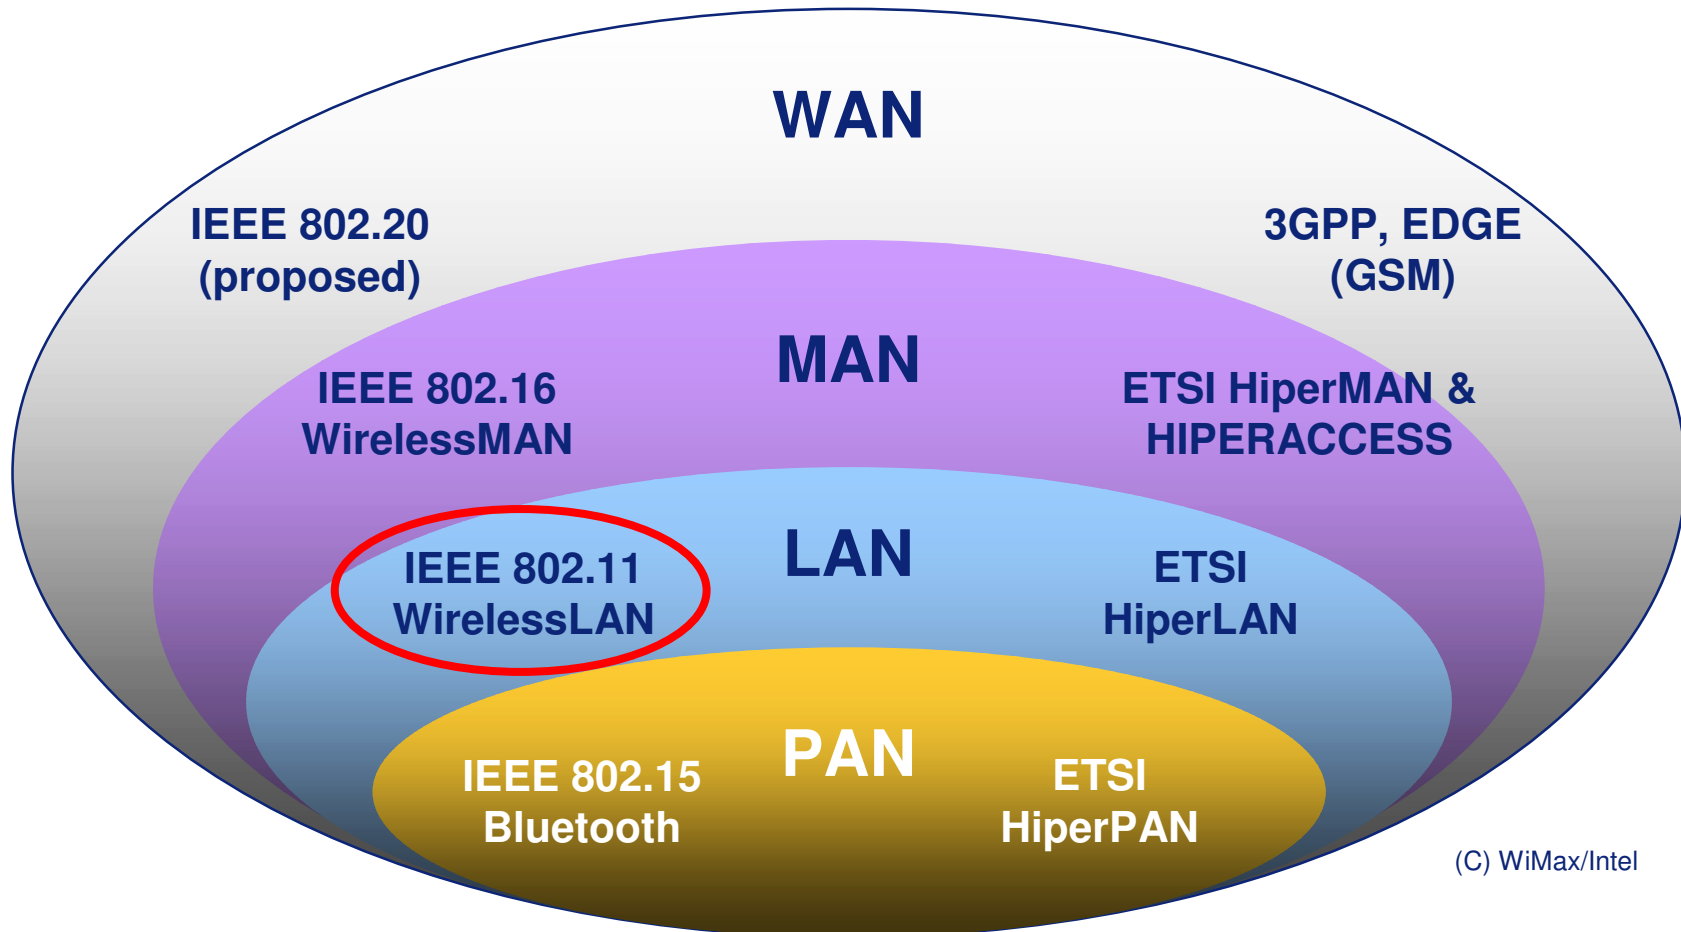 WAN
IEEE 802.20
(proposed)
3GPP, EDGE
(GSM)
MAN
IEEE 802.16
WirelessMAN
ETSI HiperMAN &
HIPERACCESS
LAN
IEEE 802.11
WirelessLAN
ETSI
HiperLAN
PAN
IEEE 802.15
Bluetooth
ETSI
HiperPAN
(C) WiMax/Intel